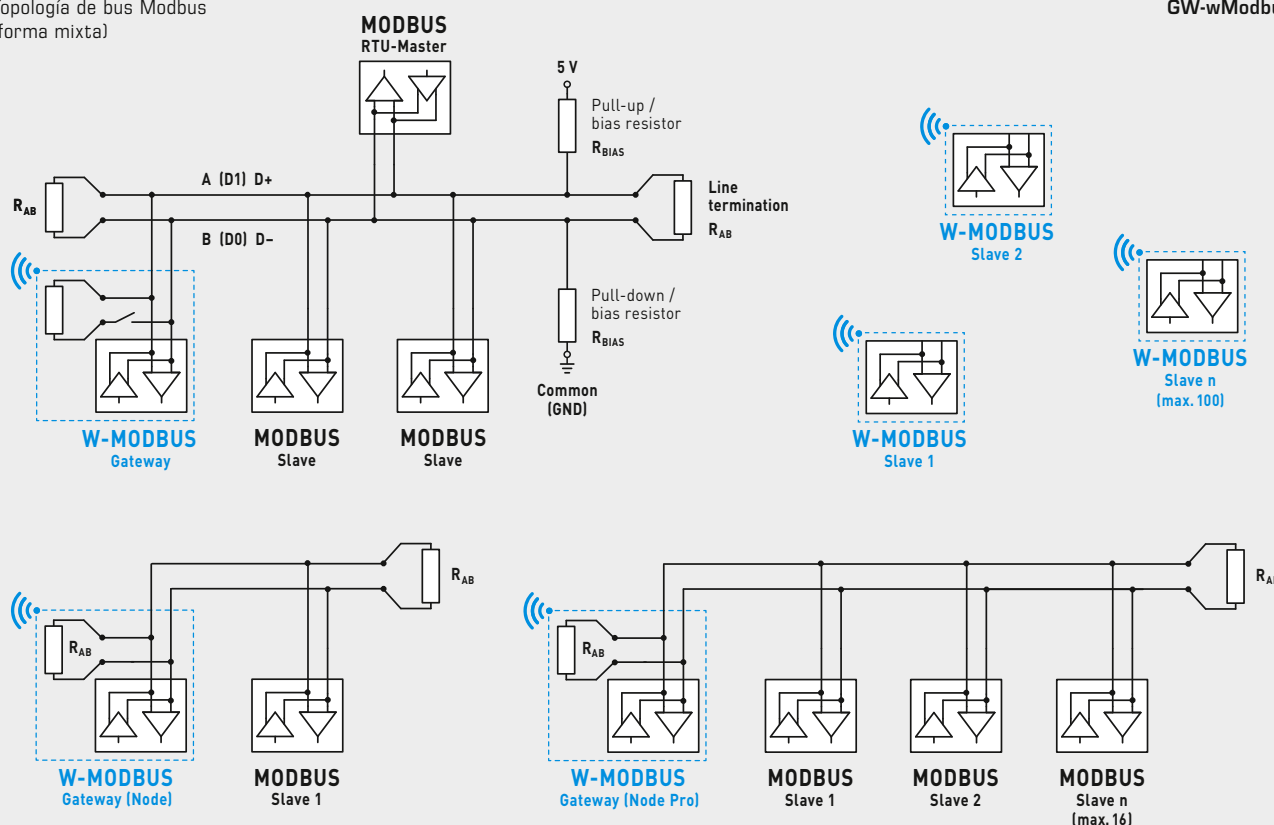 opología de bus Modbus
forma mixta)
GW-wModbu
MODBUS
RTU-Master
5 V
Pull-up /
bias resistor
RBIAS
A (D1) D+
RAB
Line
termination
RAB
B (D0) D–
Pull-down /
bias resistor
RBIAS
Common
(GND)
W-MODBUS
Gateway
MODBUS
Slave
MODBUS
Slave
W-MODBUS
Slave 2
W-MODBUS
Slave n
(max. 100)
W-MODBUS
Slave 1
RAB
RAB
W-MODBUS
Gateway (Node)
MODBUS
Slave 1
RAB
RAB
W-MODBUS
Gateway (Node Pro)
MODBUS
Slave 1
MODBUS
Slave 2
MODBUS
Slave n
(max. 16)